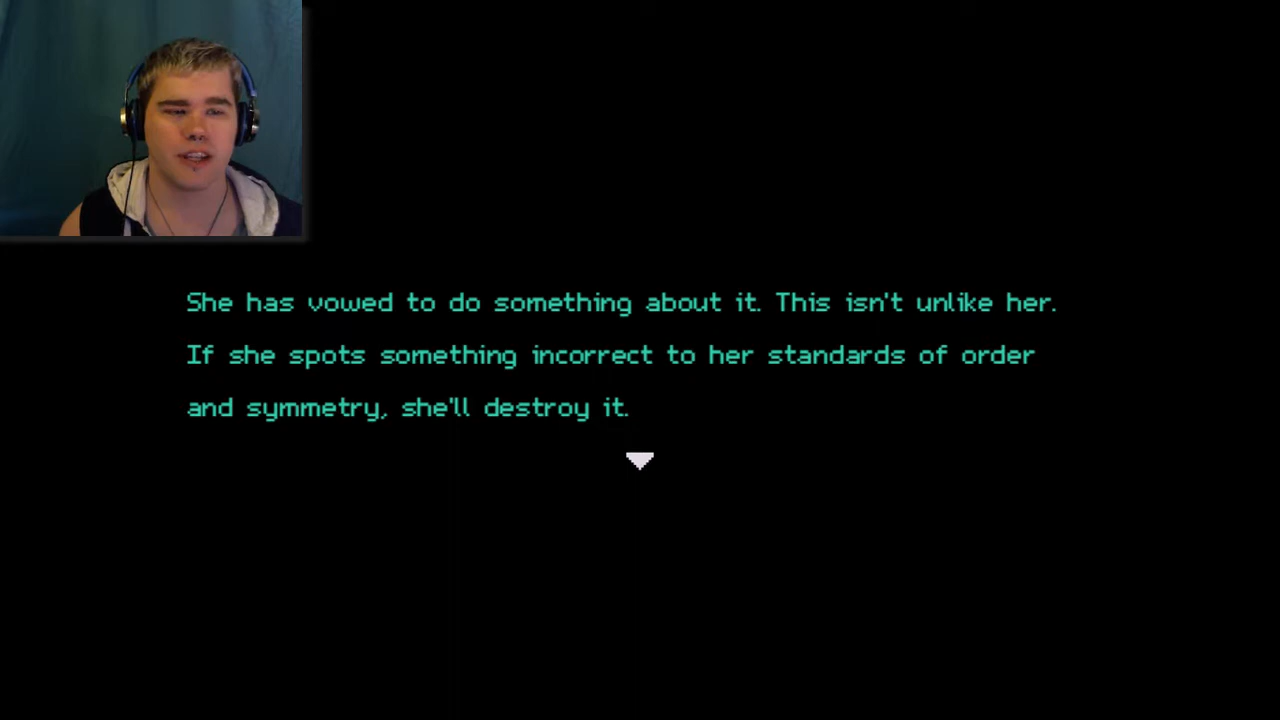 She has vowed to do something about it. This isn't unlike her.
If she spots something incorrect to her standards of order
and symmetry, she'll destroy it.